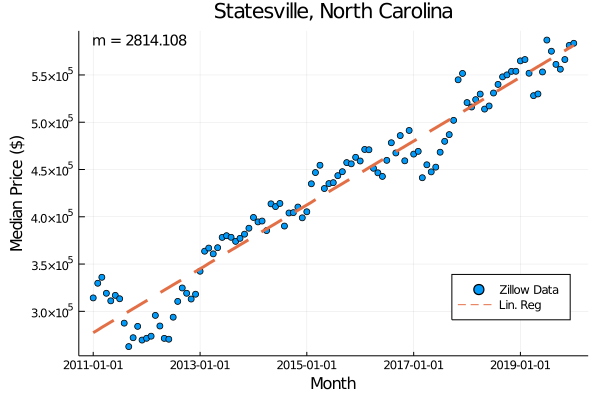 Statesville, North Carolina
m = 2814.108
5.5×10⁵
5.0×10⁵
4.5×10⁵
4.0×10⁵
3.5×10⁵
3.0×10⁵
Median Price ($)
Zillow Data
Lin. Reg
2011-01-01 2013-01-01 2015-01-01 2017-01-01 2019-01-01
Month